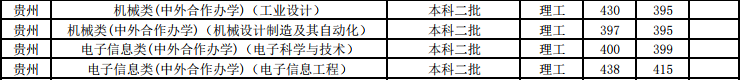 贵州 机械类(中外合作办学)（工业设计） 本科二批 理工 430 395
贵州 机械类(中外合作办学)（机械设计制造及其自动化） 本科二批 理工 397 395
贵州 电子信息类(中外合作办学)（电子科学与技术） 本科二批 理工 400 399
贵州 电子信息类(中外合作办学)（电子信息工程） 本科二批 理工 438 415